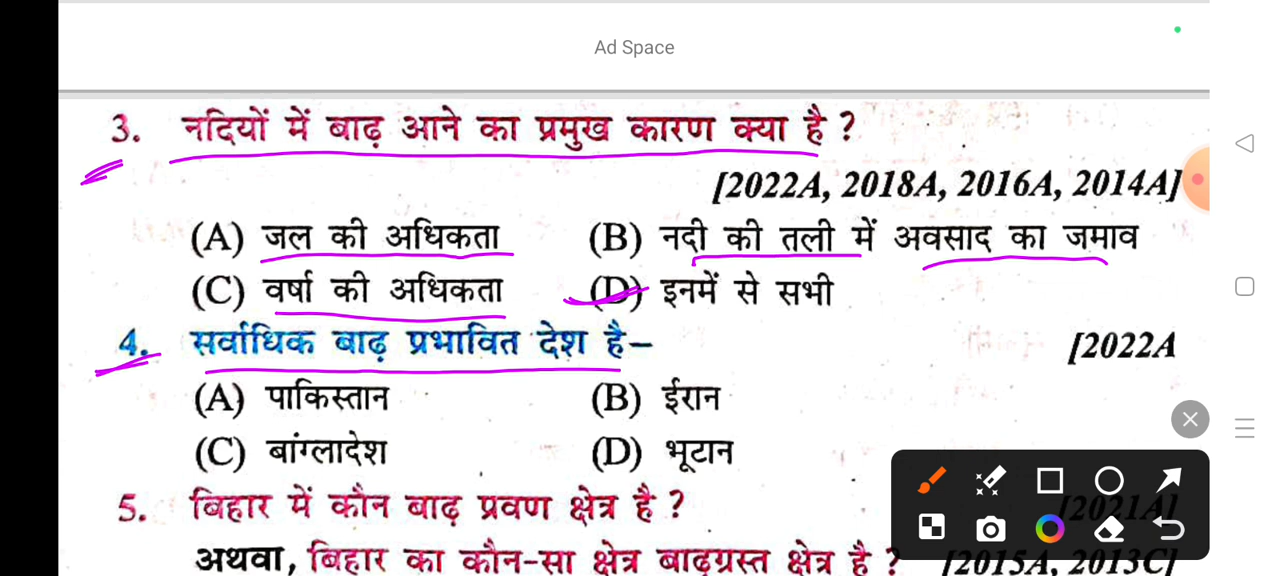 Ad Space
3. नदियों में बाढ़ आने का प्रमुख कारण क्या है ?
[2022A, 2018A, 2016A, 2014A]
(A) जल की अधिकता (B) नदी की तली में अवसाद का जमाव
(C) वर्षा की अधिकता (D) इनमें से सभी
4. सर्वाधिक बाढ़ प्रभावित देश है– [2022A
(A) पाकिस्तान (B) ईरान
(C) बांग्लादेश (D) भूटान
5. बिहार में कौन बाढ़ प्रवण क्षेत्र है ? [2021A]
अथवा, बिहार का कौन-सा क्षेत्र बाढ़ग्रस्त क्षेत्र है ? [2015A, 2013C]